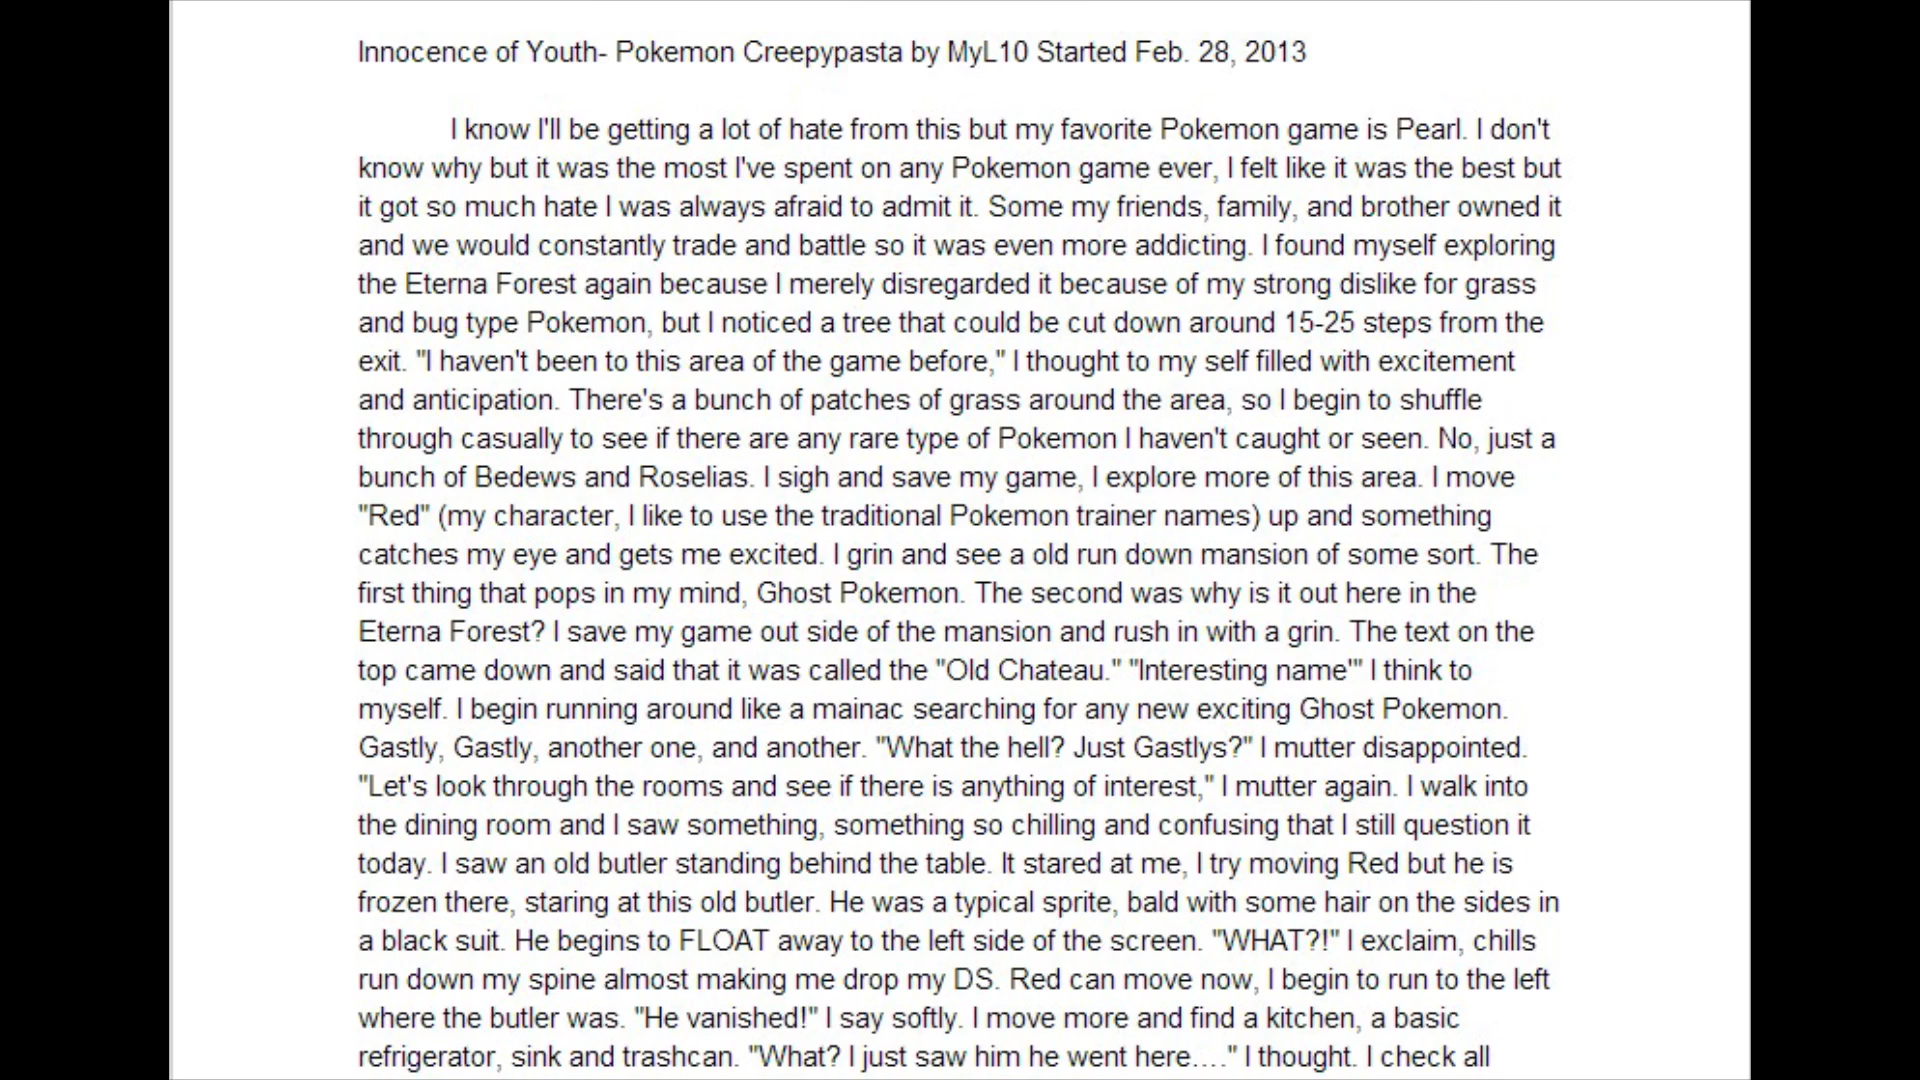 Innocence of Youth- Pokemon Creepypasta by MyL10 Started Feb. 28, 2013
I know I'll be getting a lot of hate from this but my favorite Pokemon game is Pearl. I don't
know why but it was the most I've spent on any Pokemon game ever, I felt like it was the best but
it got so much hate I was always afraid to admit it. Some my friends, family, and brother owned it
and we would constantly trade and battle so it was even more addicting. I found myself exploring
the Eterna Forest again because I merely disregarded it because of my strong dislike for grass
and bug type Pokemon, but I noticed a tree that could be cut down around 15-25 steps from the
exit. "I haven't been to this area of the game before," I thought to my self filled with excitement
and anticipation. There's a bunch of patches of grass around the area, so I begin to shuffle
through casually to see if there are any rare type of Pokemon I haven't caught or seen. No, just a
bunch of Bedews and Roselias. I sigh and save my game, I explore more of this area. I move
"Red" (my character, I like to use the traditional Pokemon trainer names) up and something
catches my eye and gets me excited. I grin and see a old run down mansion of some sort. The
first thing that pops in my mind, Ghost Pokemon. The second was why is it out here in the
Eterna Forest? I save my game out side of the mansion and rush in with a grin. The text on the
top came down and said that it was called the "Old Chateau." "Interesting name'" I think to
myself. I begin running around like a mainac searching for any new exciting Ghost Pokemon.
Gastly, Gastly, another one, and another. "What the hell? Just Gastlys?" I mutter disappointed.
"Let's look through the rooms and see if there is anything of interest," I mutter again. I walk into
the dining room and I saw something, something so chilling and confusing that I still question it
today. I saw an old butler standing behind the table. It stared at me, I try moving Red but he is
frozen there, staring at this old butler. He was a typical sprite, bald with some hair on the sides in
a black suit. He begins to FLOAT away to the left side of the screen. "WHAT?!" I exclaim, chills
run down my spine almost making me drop my DS. Red can move now, I begin to run to the left
where the butler was. "He vanished!" I say softly. I move more and find a kitchen, a basic
refrigerator, sink and trashcan. "What? I just saw him he went here...." I thought. I check all